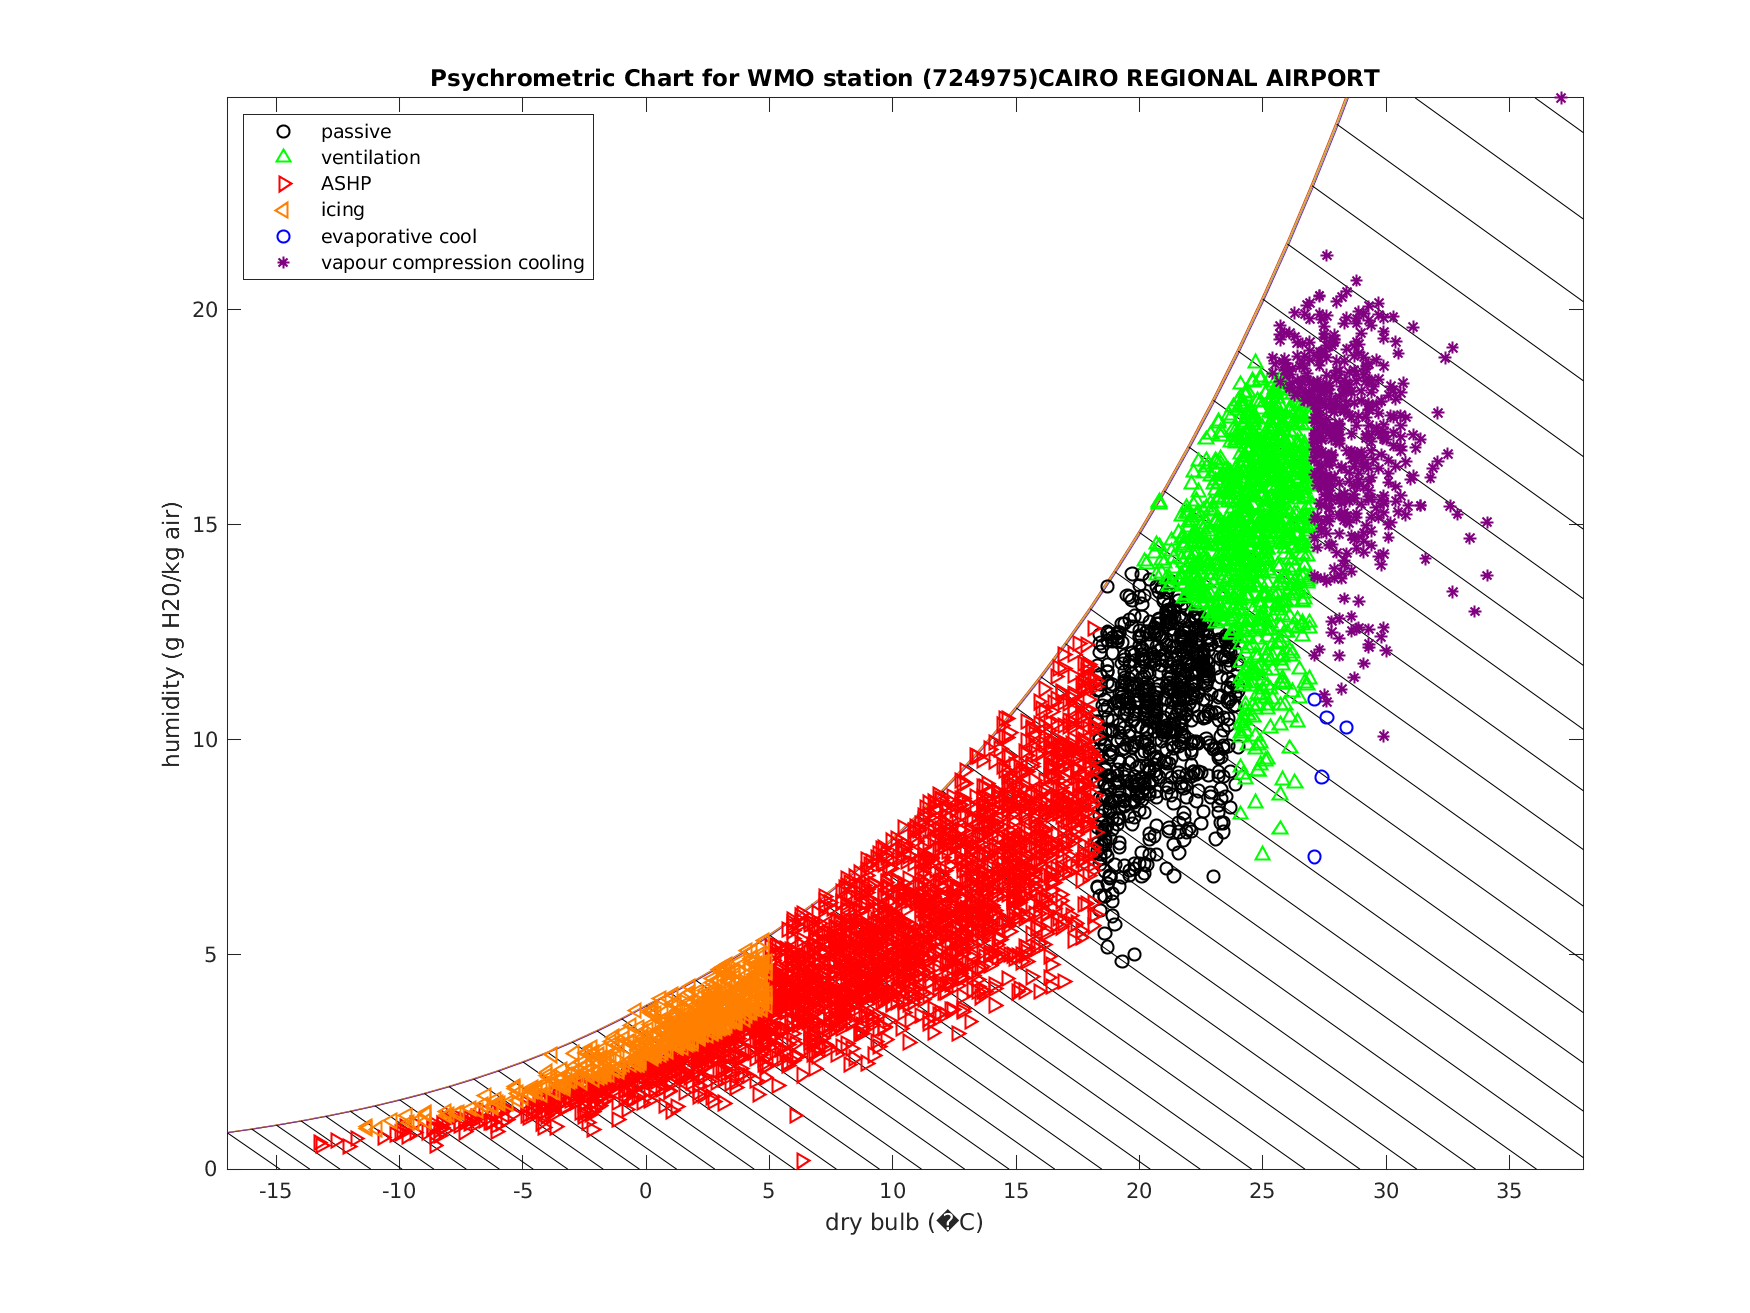 Psychrometric Chart for WMO station (724975)CAIRO REGIONAL AIRPORT
passive
ventilation
ASHP
icing
evaporative cool
vapour compression cooling
humidity (g H20/kg air)
20
15
10
5
0
-15
-10
-5
0
5
10
15
20
25
30
35
dry bulb (�C)